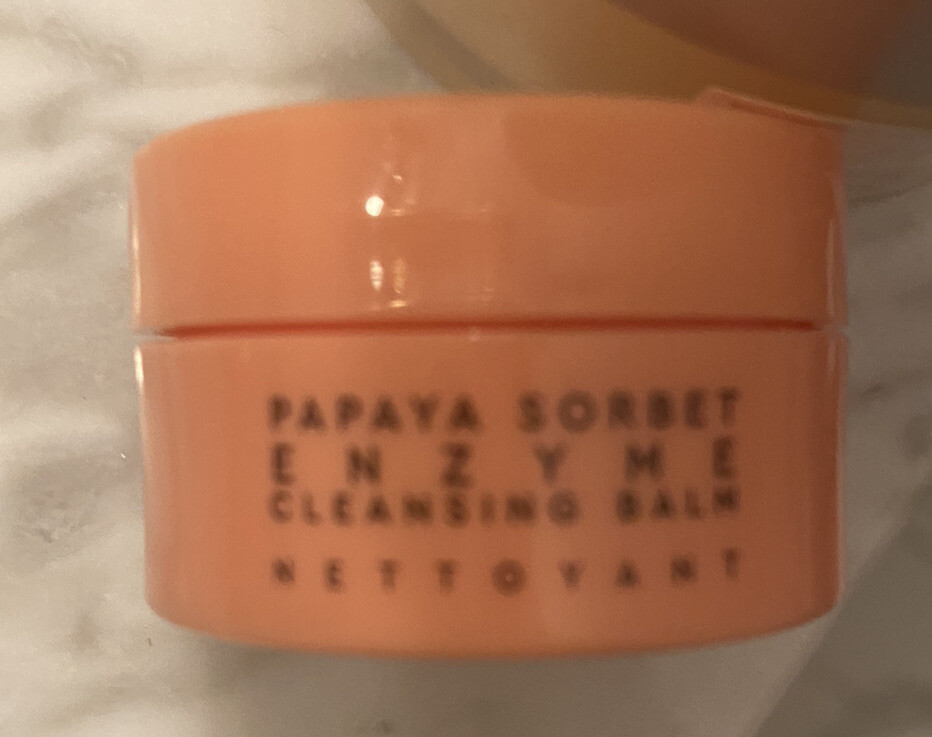 PAPAYA SORBET
ENZYME
CLEANSING BALM
NETTOYANT